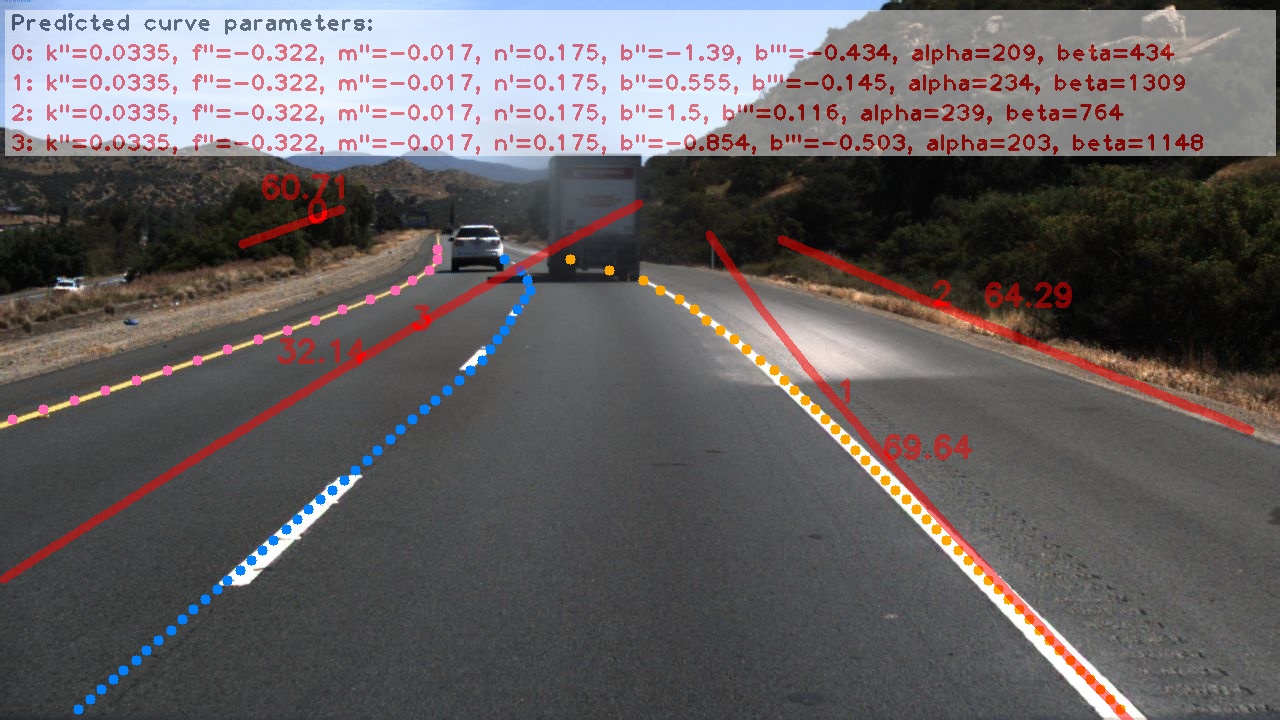 Predicted curve parameters:
0: k''=0.0335, f''=-0.322, m''=-0.017, n'=0.175, b''=-1.39, b'''=-0.434, alpha=209, beta=434
1: k''=0.0335, f''=-0.322, m''=-0.017, n'=0.175, b''=0.555, b'''=-0.145, alpha=234, beta=1309
2: k''=0.0335, f''=-0.322, m''=-0.017, n'=0.175, b''=1.5, b'''=0.116, alpha=239, beta=764
3: k''=0.0335, f''=-0.322, m''=-0.017, n'=0.175, b''=-0.854, b'''=-0.503, alpha=203, beta=1148
60.71
0
2 64.29
3
32.14
1
69.64